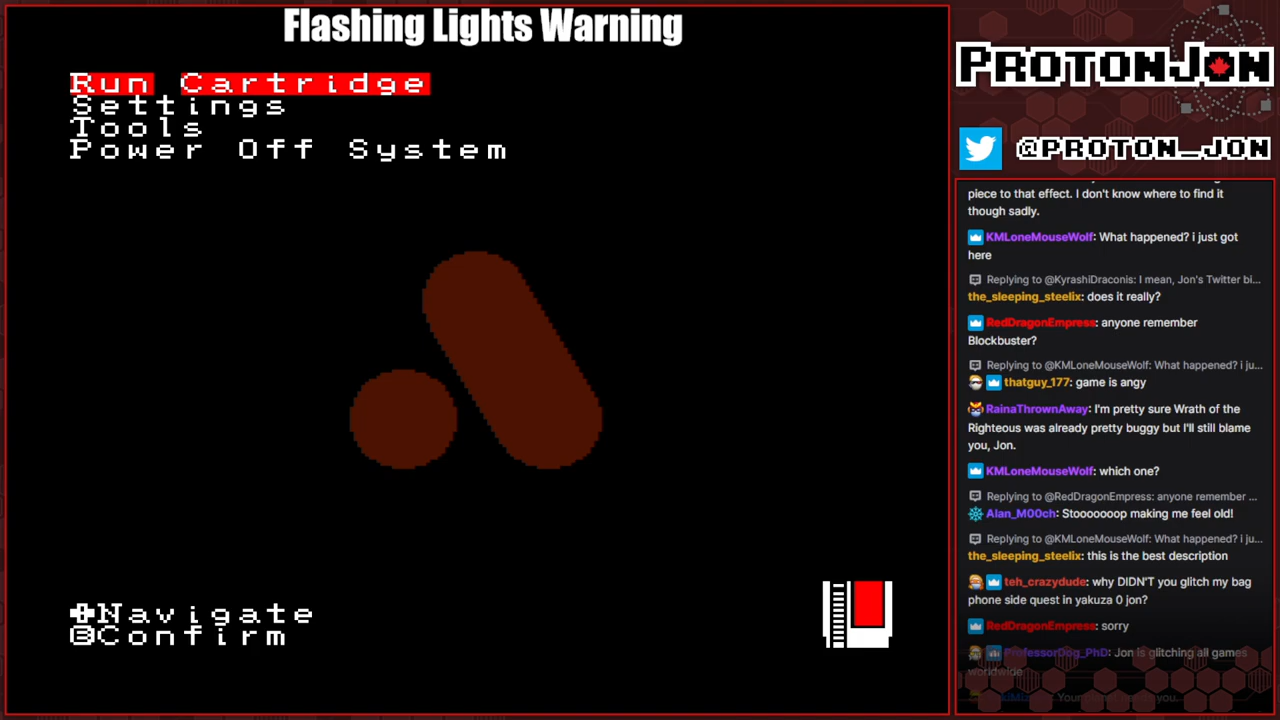 Flashing Lights Warning
Run Cartridge
Settings
Tools
Power Off System
Navigate
Confirm
PROTONJON
@PROTON_JON
piece to that effect. I don't know where to find it
though sadly.
KMLoneMouseWolf: What happened? i just got
here
Replying to @KyrashiDraconis: I mean, Jon's Twitter bi...
the_sleeping_steelix: does it really?
RedDragonEmpress: anyone remember
Blockbuster?
Replying to @KMLoneMouseWolf: What happened? i ju...
thatguy_177: game is angy
RainaThrownAway: I'm pretty sure Wrath of the
Righteous was already pretty buggy but I'll still blame
you, Jon.
KMLoneMouseWolf: which one?
Replying to @RedDragonEmpress: anyone remember ...
Alan_M00ch: Stooooooop making me feel old!
Replying to @KMLoneMouseWolf: What happened? i ju...
the_sleeping_steelix: this is the best description
teh_crazydude: why DIDN'T you glitch my bag
phone side quest in yakuza 0 jon?
RedDragonEmpress: sorry
ProfessorDog_PhD: Jon is glitching all games
worldwide